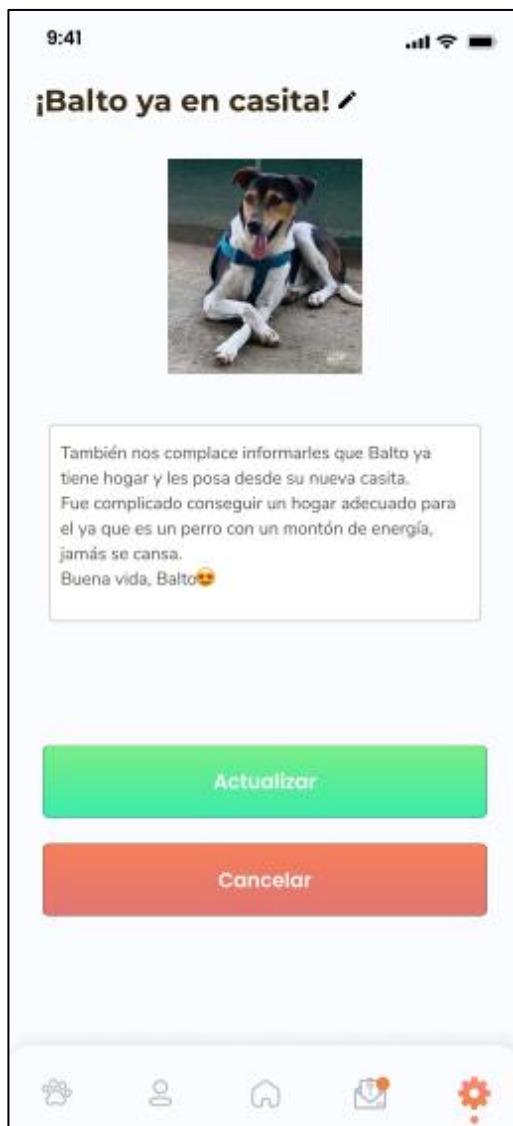 9:41
¡Balto ya en casita!
También nos complace informarles que Balto ya
tiene hogar y les posa desde su nueva casita.
Fue complicado conseguir un hogar adecuado para
el ya que es un perro con un montón de energía,
jamás se cansa.
Buena vida, Balto😍
Actualizar
Cancelar